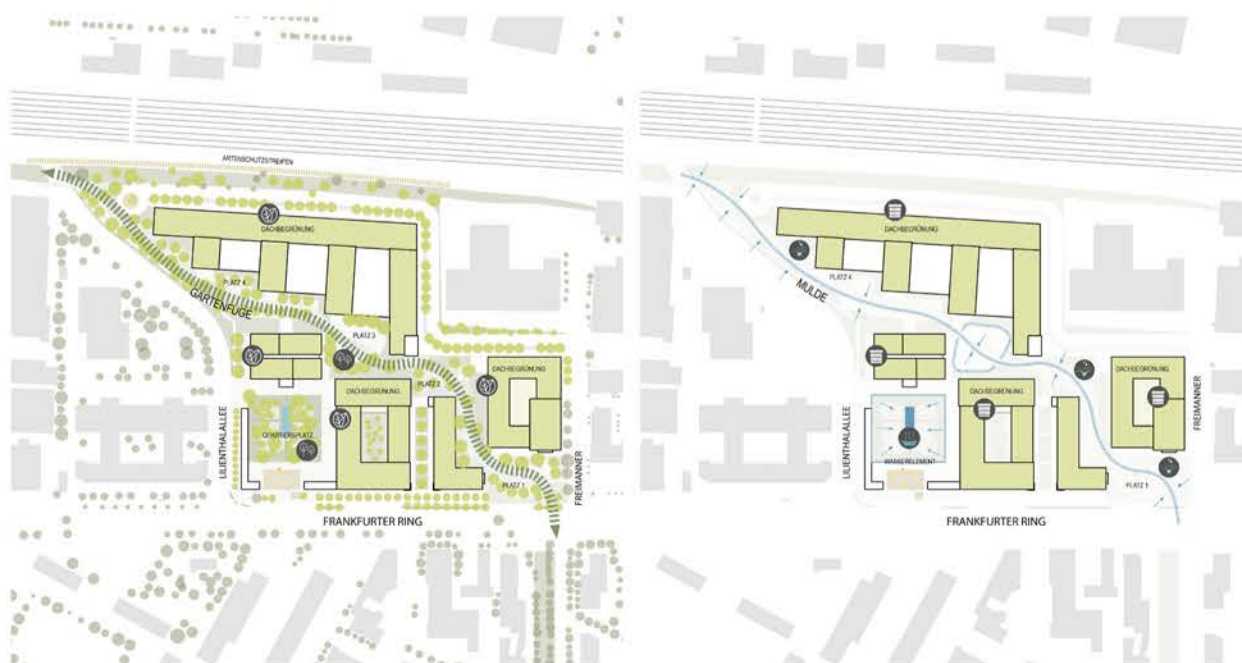 ARTENSCHUTZSTREIFEN
DACHBEGRÜNUNG
PLATZ 4
GARTENFUGE
PLATZ 3
DACHBEGRÜNUNG
PLATZ 2
DACHBEGRÜNUNG
LILIENTHALALLEE
QUARTIERSPLATZ
PLATZ 1
FREIMANNER
FRANKFURTER RING
DACHBEGRÜNUNG
PLATZ 4
MULDE
DACHBEGRÜNUNG
DACHBEGRÜNUNG
LILIENTHALALLEE
WASSERELEMENT
PLATZ 1
FREIMANNER
FRANKFURTER RING